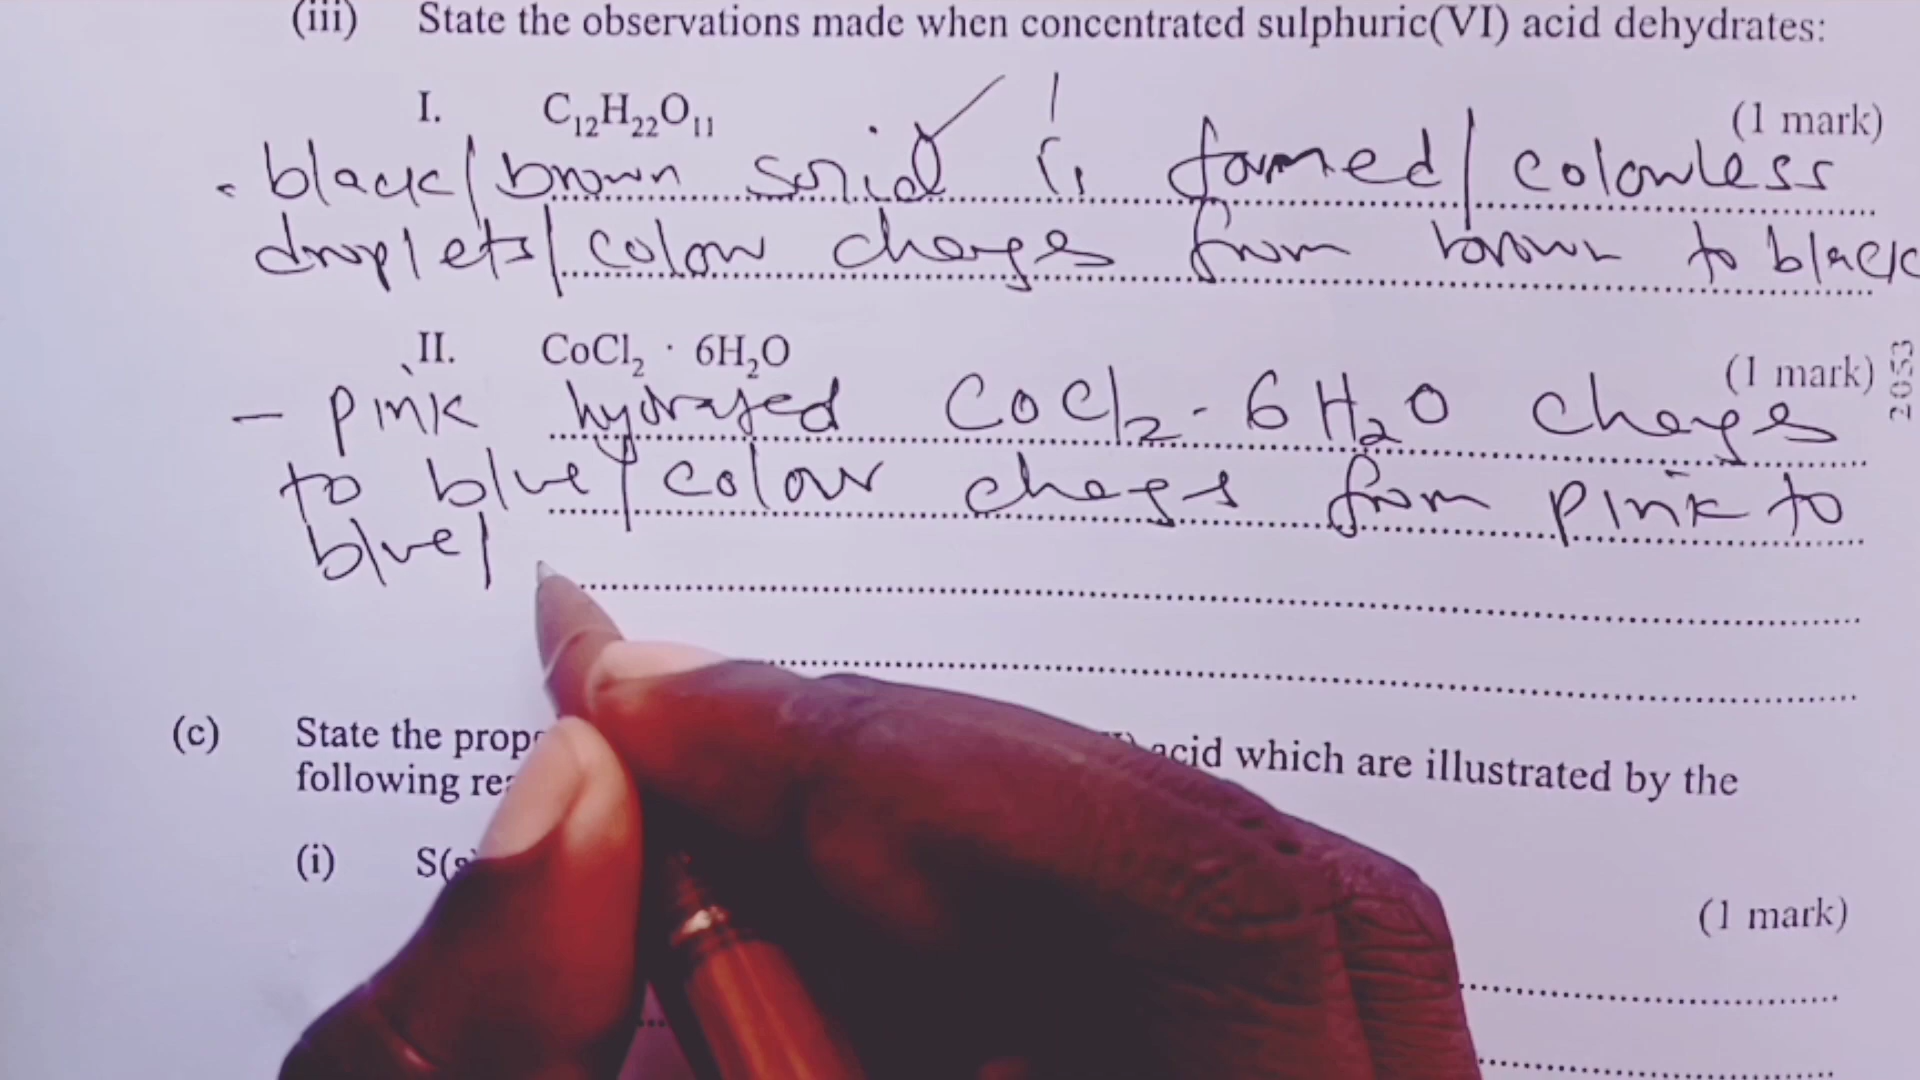 (iii) State the observations made when concentrated sulphuric(VI) acid dehydrates:
I. C₁₂H₂₂O₁₁ (1 mark)
black/brown solid is formed/colourless
droplets/colour changes from brown to black
II. CoCl₂ · 6H₂O (1 mark)
- Pink hydrated CoCl₂ · 6H₂O changes
to blue/colour changes from Pink to
blue/
2053
(c) State the acid which are illustrated by the
following
(i) S(s)
(1 mark)